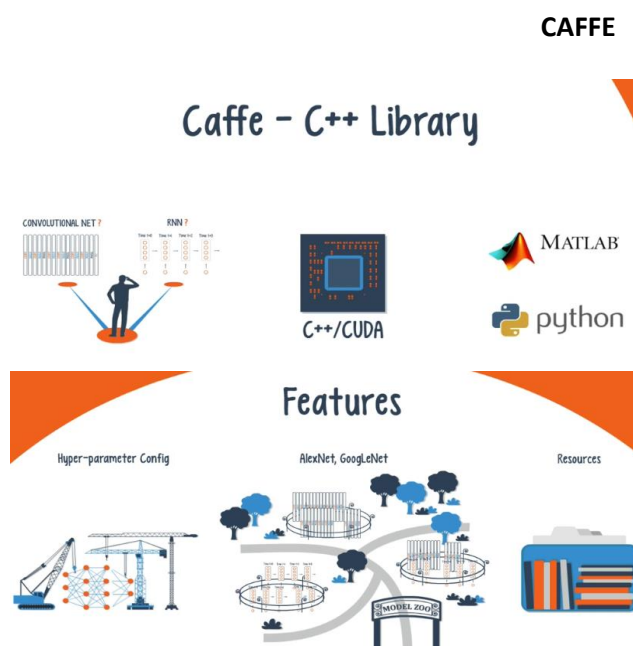 CAFFE
Caffe - C++ Library
CONVOLUTIONAL NET ?
RNN ?
C++/CUDA
MATLAB
python
Features
Hyper-parameter Config
AlexNet, GoogLeNet
Resources
MODEL ZOO